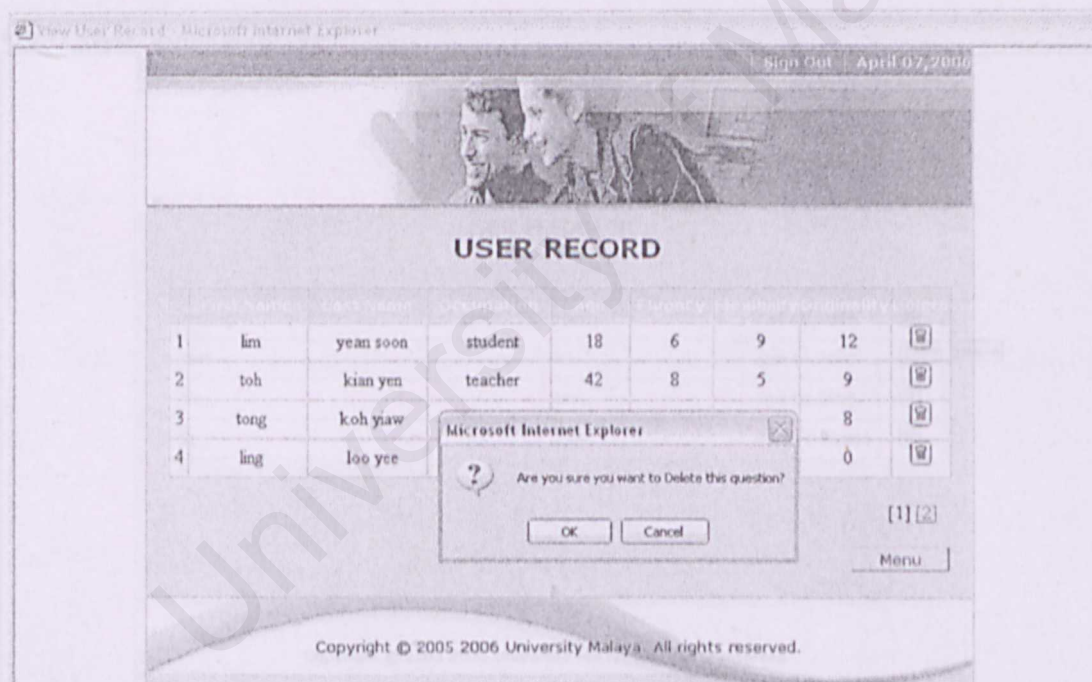 View User Record - Microsoft Internet Explorer
Sign Out | April 07, 2006
USER RECORD
1 lim yean soon student 18 6 9 12
2 toh kian yen teacher 42 8 5 9
3 tong koh yiaw 8
4 ling loo yee 0
Microsoft Internet Explorer
? Are you sure you want to Delete this question?
OK Cancel
[1] [2]
Menu
Copyright © 2005 2006 University Malaya. All rights reserved.
University
Ma